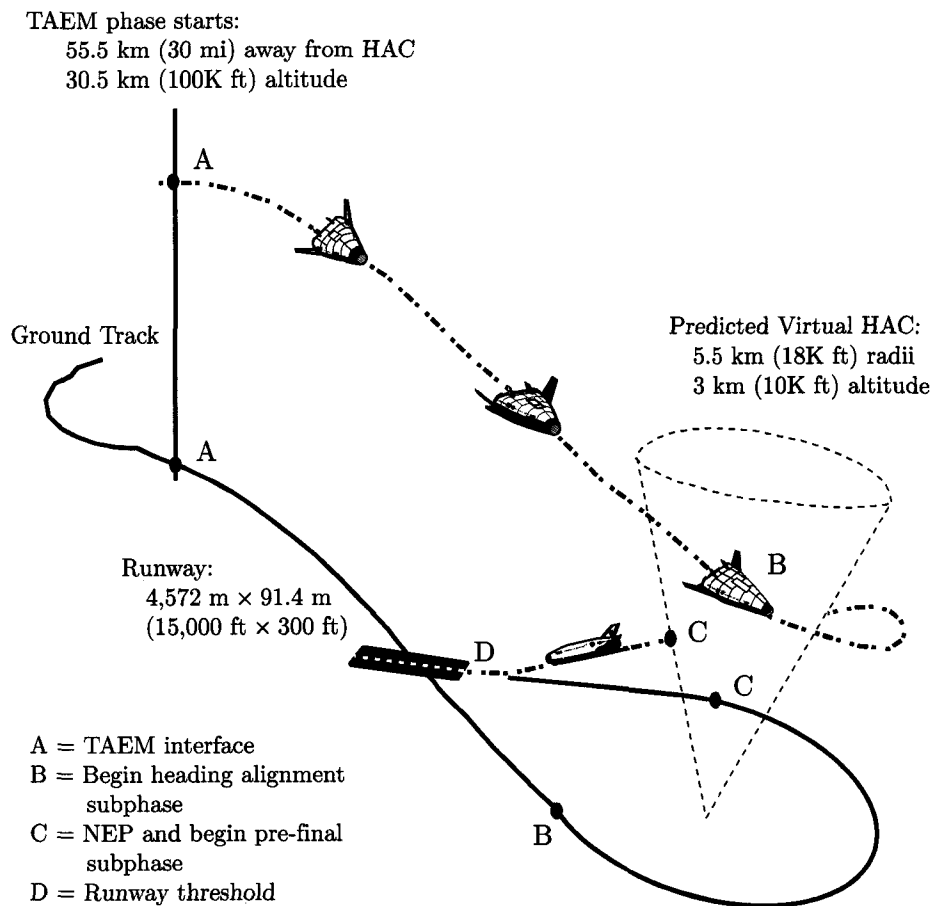 TAEM phase starts:
55.5 km (30 mi) away from HAC
30.5 km (100K ft) altitude
A
Ground Track
A
Predicted Virtual HAC:
5.5 km (18K ft) radii
3 km (10K ft) altitude
B
Runway:
4,572 m × 91.4 m
(15,000 ft × 300 ft)
D
C
C
B
A = TAEM interface
B = Begin heading alignment
subphase
C = NEP and begin pre-final
subphase
D = Runway threshold